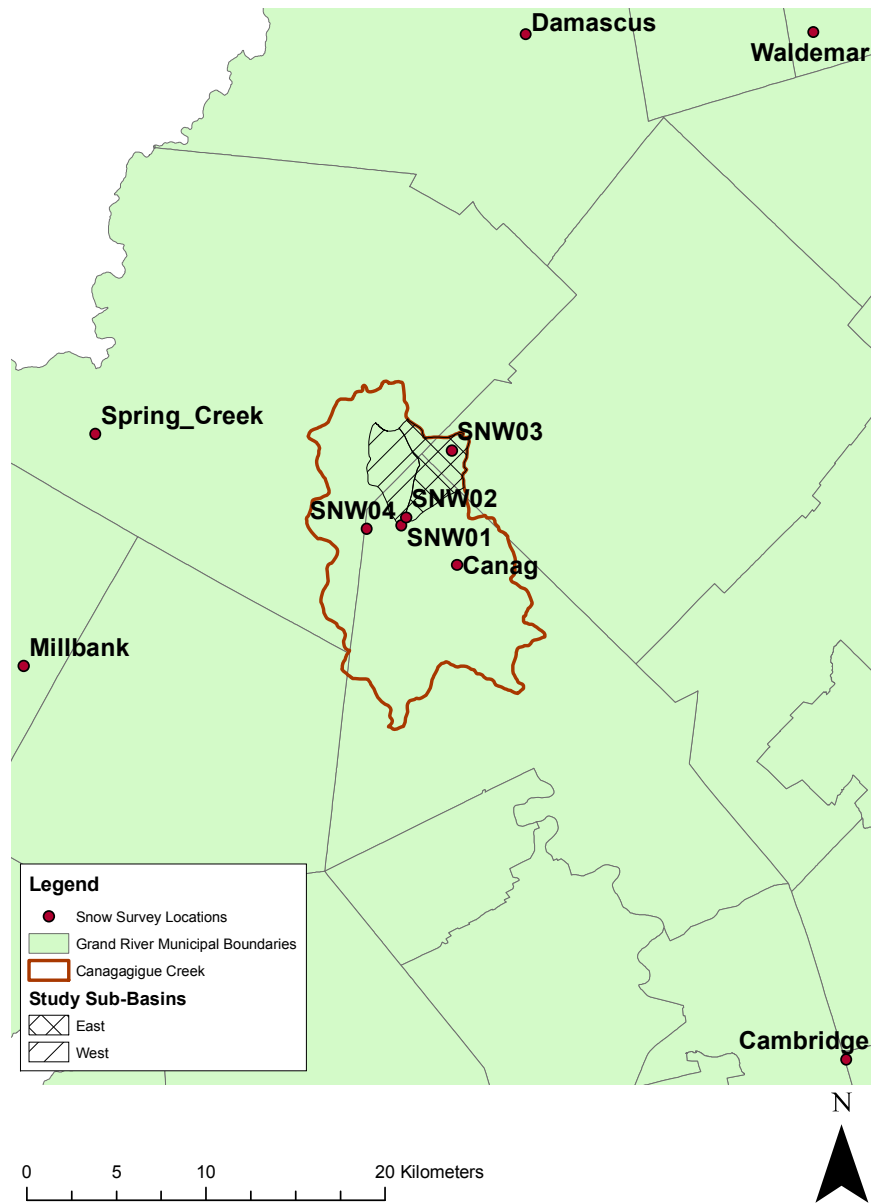 Damascus
Waldemar
Spring_Creek
SNW03
SNW02
SNW04
SNW01
Canag
Millbank
Legend
Snow Survey Locations
Grand River Municipal Boundaries
Canagagigue Creek
Study Sub-Basins
East
West
Cambridge
N
0 5 10 20 Kilometers